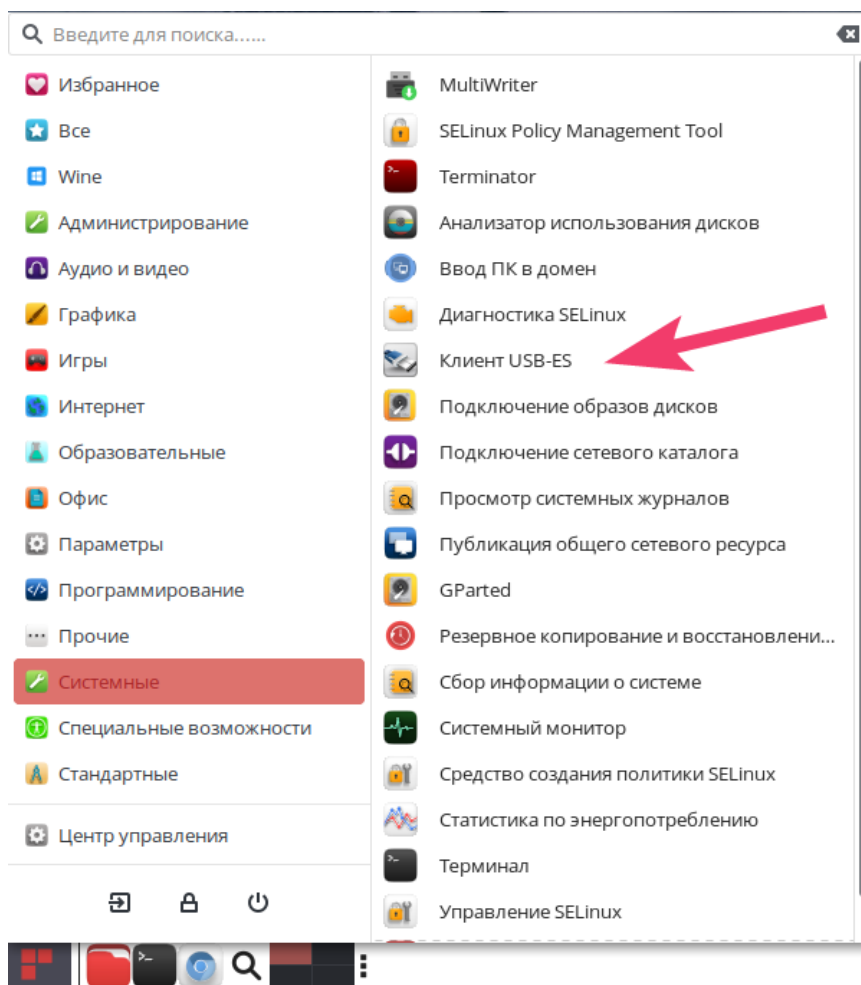 Введите для поиска......
Избранное
Все
Wine
Администрирование
Аудио и видео
Графика
Игры
Интернет
Образовательные
Офис
Параметры
Программирование
Прочие
Системные
Специальные возможности
Стандартные
Центр управления
MultiWriter
SELinux Policy Management Tool
Terminator
Анализатор использования дисков
Ввод ПК в домен
Диагностика SELinux
Клиент USB-ES
Подключение образов дисков
Подключение сетевого каталога
Просмотр системных журналов
Публикация общего сетевого ресурса
GParted
Резервное копирование и восстановлени...
Сбор информации о системе
Системный монитор
Средство создания политики SELinux
Статистика по энергопотреблению
Терминал
Управление SELinux